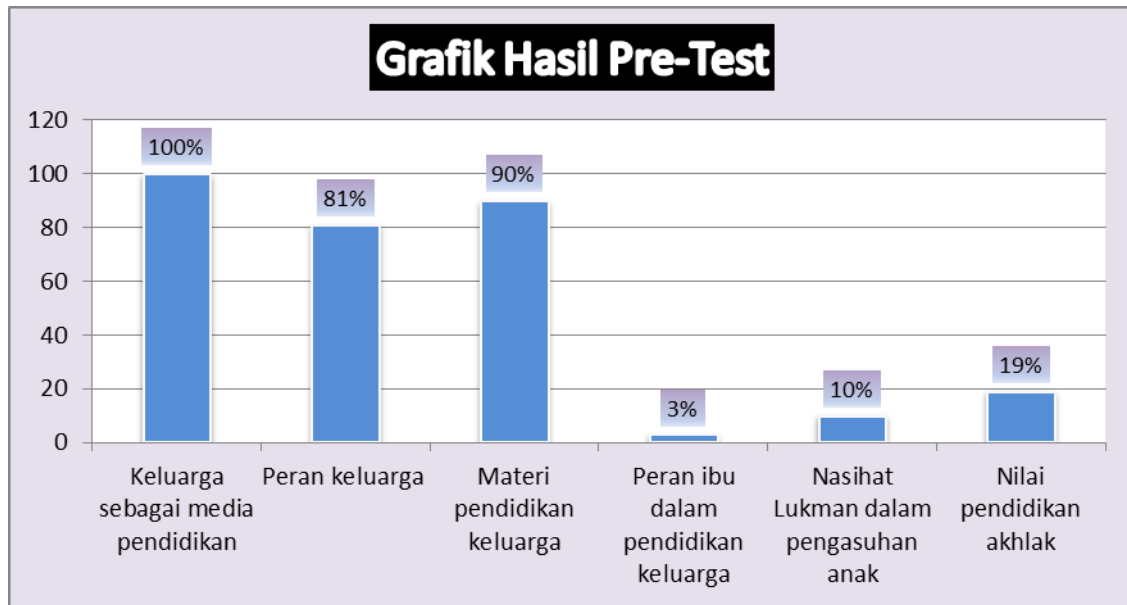 Grafik Hasil Pre-Test
120
100
80
60
40
20
0
100%
81%
90%
3%
10%
19%
Keluarga
sebagai media
pendidikan
Peran keluarga
Materi
pendidikan
keluarga
Peran ibu
dalam
pendidikan
keluarga
Nasihat
Lukman dalam
pengasuhan
anak
Nilai
pendidikan
akhlak